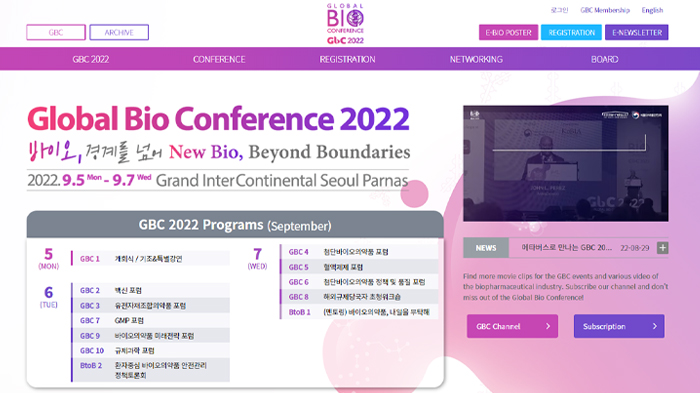 로그인 GBC Membership English
GLOBAL
BIO
CONFERENCE
GbC 2022
GBC ARCHIVE
E-BIO POSTER REGISTRATION E-NEWSLETTER
GBC 2022 CONFERENCE REGISTRATION NETWORKING BOARD
Global Bio Conference 2022
바이오, 경계를 넘어 New Bio, Beyond Boundaries
2022. 9.5 Mon - 9.7 Wed Grand InterContinental Seoul Parnas
GBC 2022 Programs (September)
5
(MON)
GBC 1 개회식 / 기조&특별강연
6
(TUE)
GBC 2 백신 포럼
GBC 3 유전자재조합의약품 포럼
GBC 7 GMP 포럼
GBC 9 바이오의약품 미래전략 포럼
GBC 10 규제과학 포럼
BtoB 2 환자중심 바이오의약품 안전관리
정책토론회
7
(WED)
GBC 4 첨단바이오의약품 포럼
GBC 5 혈액제제 포럼
GBC 6 첨단바이오의약품 정책 및 품질 포럼
GBC 8 해외규제당국자 초청워크숍
BtoB 1 (멘토링) 바이오의약품, 내일을 부탁해
GbC 2022
NEWS 메타버스로 만나는 GBC 20... 22-08-29 +
Find more movie clips for the GBC events and various video of
the biopharmaceutical industry. Subscribe our channel and don't
miss out of the Global Bio Conference!
GBC Channel > Subscription >